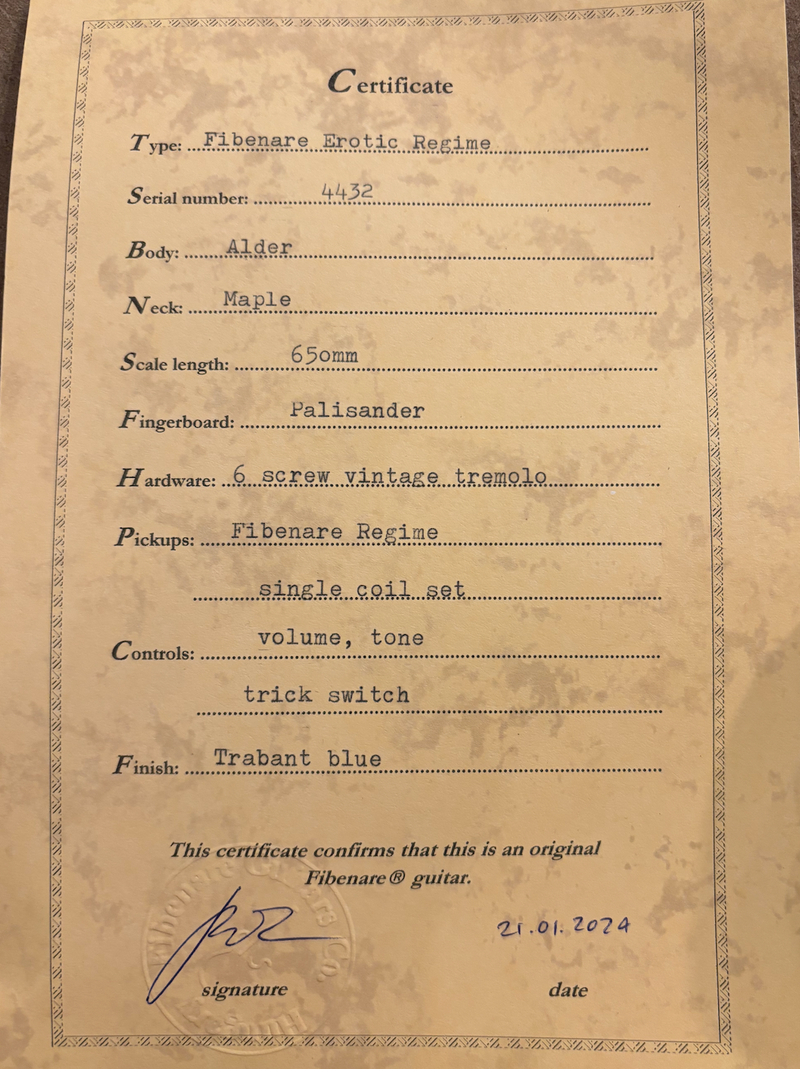 Certificate
Type: Fibenare Erotic Regime
Serial number: 4432
Body: Alder
Neck: Maple
Scale length: 650mm
Fingerboard: Palisander
Hardware: 6 screw vintage tremolo
Pickups: Fibenare Regime
single coil set
Controls: volume, tone
trick switch
Finish: Trabant blue
This certificate confirms that this is an original
Fibenare® guitar.
21.01.2024
signature date